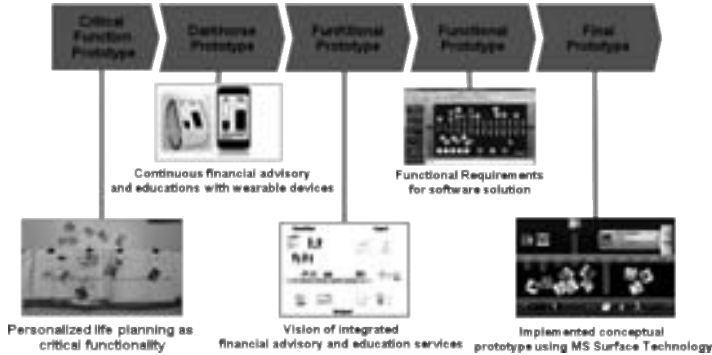 Critical
Function
Prototype
Darkhorse
Prototype
FunKtional
Prototype
Functional
Prototype
Final
Prototype
Continuous financial advisory
and educations with wearable devices
Functional Requirements
for software solution
Personalized life planning as
critical functionality
Vision of integrated
financial advisory and education services
Implemented conceptual
prototype using MS Surface Technology